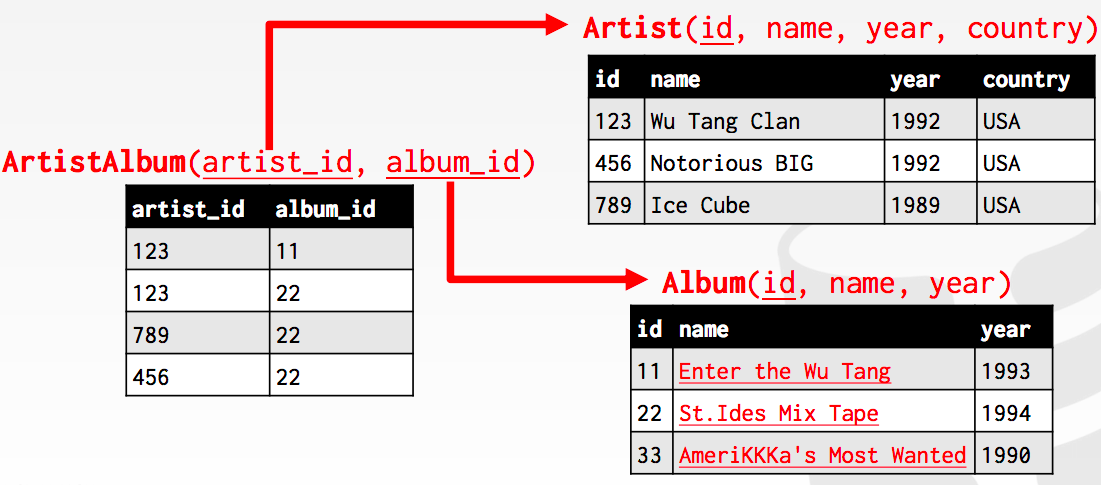 Artist(id, name, year, country)
id name year country
123 Wu Tang Clan 1992 USA
456 Notorious BIG 1992 USA
789 Ice Cube 1989 USA
ArtistAlbum(artist_id, album_id)
artist_id album_id
123 11
123 22
789 22
456 22
Album(id, name, year)
id name year
11 Enter the Wu Tang 1993
22 St.Ides Mix Tape 1994
33 AmeriKKKa's Most Wanted 1990